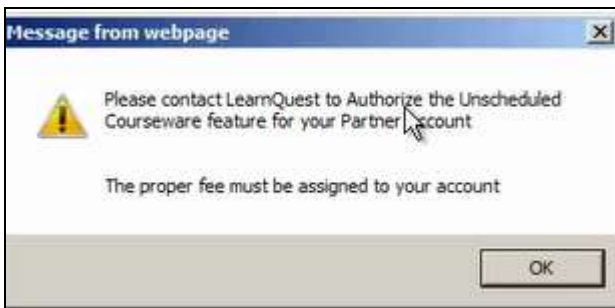 Message from webpage
Please contact LearnQuest to Authorize the Unscheduled
Courseware feature for your Partner Account
The proper fee must be assigned to your account
OK